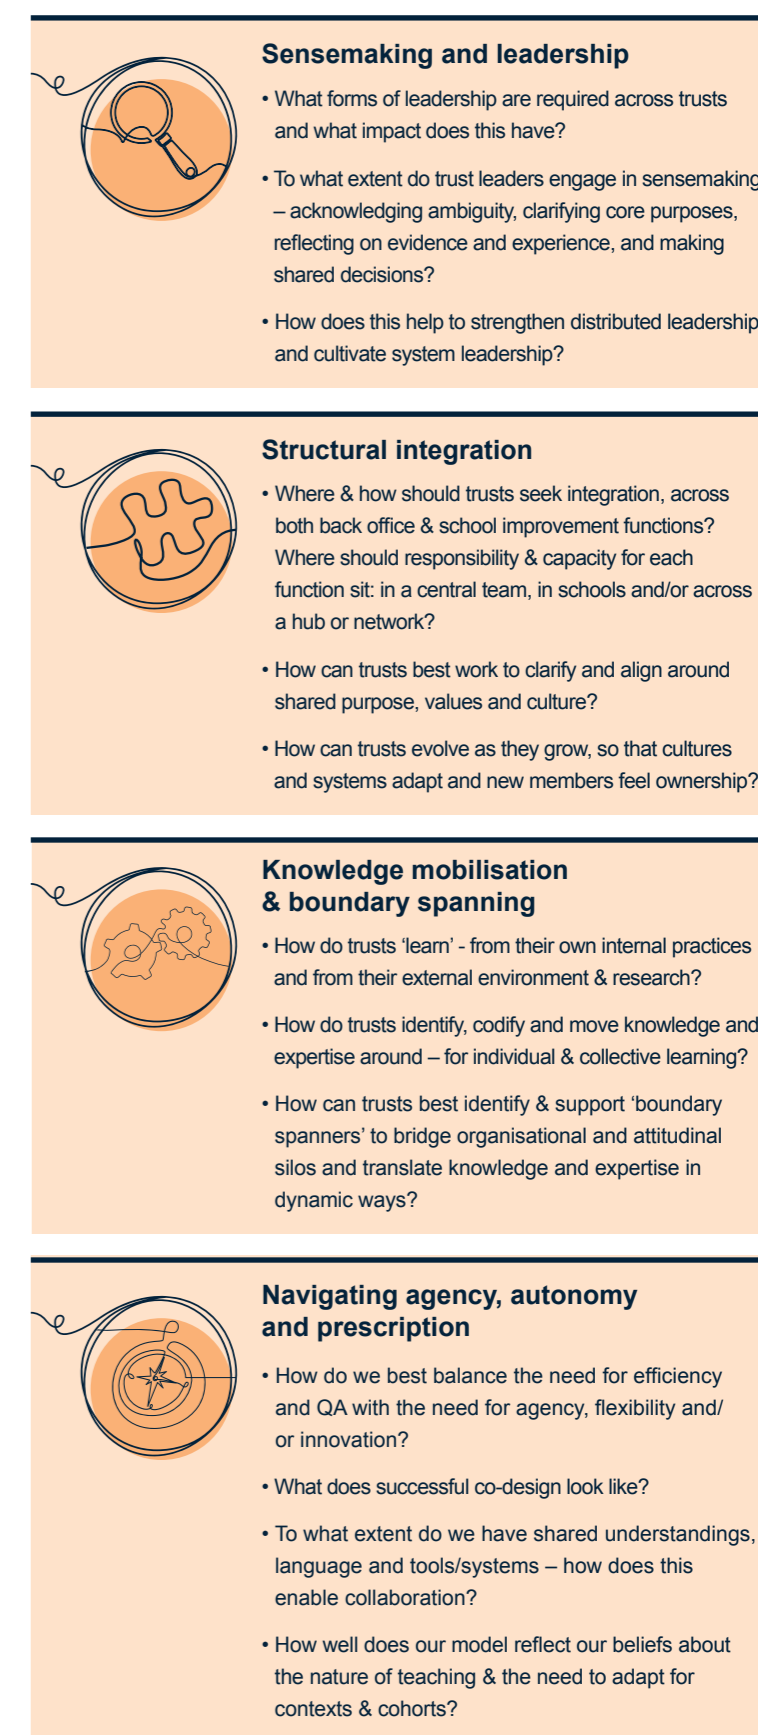 Sensemaking and leadership
• What forms of leadership are required across trusts
and what impact does this have?
• To what extent do trust leaders engage in sensemaking
– acknowledging ambiguity, clarifying core purposes,
reflecting on evidence and experience, and making
shared decisions?
• How does this help to strengthen distributed leadership
and cultivate system leadership?
Structural integration
• Where & how should trusts seek integration, across
both back office & school improvement functions?
Where should responsibility & capacity for each
function sit: in a central team, in schools and/or across
a hub or network?
• How can trusts best work to clarify and align around
shared purpose, values and culture?
• How can trusts evolve as they grow, so that cultures
and systems adapt and new members feel ownership?
Knowledge mobilisation
& boundary spanning
• How do trusts ‘learn’ - from their own internal practices
and from their external environment & research?
• How do trusts identify, codify and move knowledge and
expertise around – for individual & collective learning?
• How can trusts best identify & support ‘boundary
spanners’ to bridge organisational and attitudinal
silos and translate knowledge and expertise in
dynamic ways?
Navigating agency, autonomy
and prescription
• How do we best balance the need for efficiency
and QA with the need for agency, flexibility and/
or innovation?
• What does successful co-design look like?
• To what extent do we have shared understandings,
language and tools/systems – how does this
enable collaboration?
• How well does our model reflect our beliefs about
the nature of teaching & the need to adapt for
contexts & cohorts?